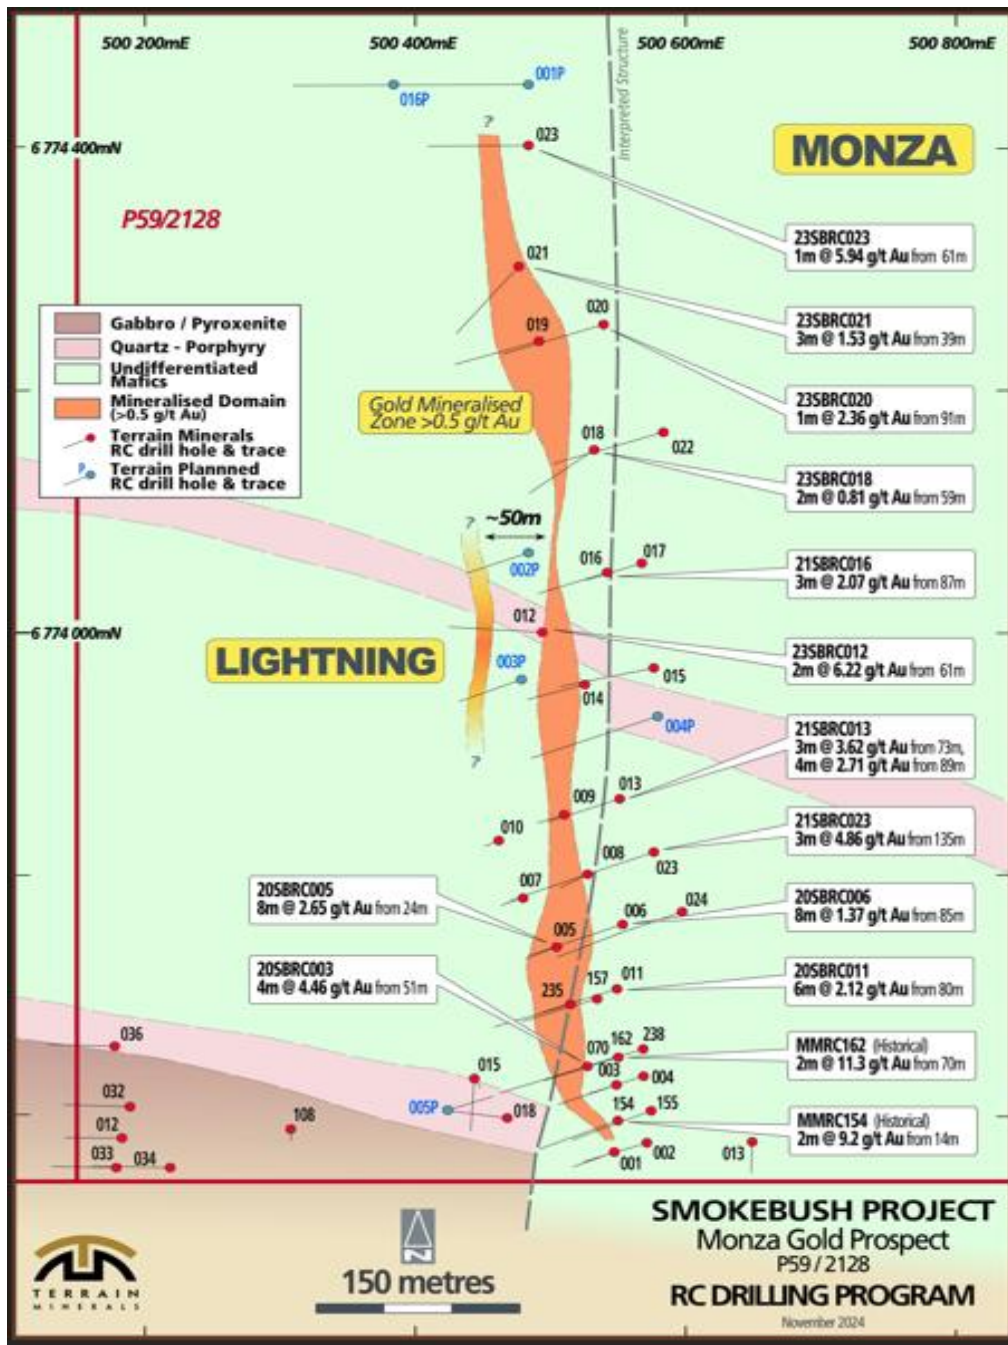 500 200mE
500 400mE
500 600mE
500 800mE
Interpreted Structure
001P
016P
?
023
6 774 400mN
MONZA
P59/2128
23SBRC023
1m @ 5.94 g/t Au from 61m
021
020
019
23SBRC021
3m @ 1.53 g/t Au from 39m
Gabbro / Pyroxenite
Quartz - Porphyry
Undifferentiated
Mafics
Mineralised Domain
(>0.5 g/t Au)
Terrain Minerals
RC drill hole & trace
P
Terrain Plannned
RC drill hole & trace
Gold Mineralised
Zone >0.5 g/t Au
23SBRC020
1m @ 2.36 g/t Au from 91m
018
022
23SBRC018
2m @ 0.81 g/t Au from 59m
?
~50m
002P
016
017
21SBRC016
3m @ 2.07 g/t Au from 87m
012
6 774 000mN
LIGHTNING
003P
23SBRC012
2m @ 6.22 g/t Au from 61m
015
014
004P
?
21SBRC013
3m @ 3.62 g/t Au from 73m,
4m @ 2.71 g/t Au from 89m
009
013
010
008
023
21SBRC023
3m @ 4.86 g/t Au from 135m
007
20SBRC005
8m @ 2.65 g/t Au from 24m
024
006
005
20SBRC006
8m @ 1.37 g/t Au from 85m
20SBRC003
4m @ 4.46 g/t Au from 51m
235
157
011
20SBRC011
6m @ 2.12 g/t Au from 80m
036
015
070
162
238
003
004
MMRC162 (Historical)
2m @ 11.3 g/t Au from 70m
032
108
005P
018
154
155
MMRC154 (Historical)
2m @ 9.2 g/t Au from 14m
012
033
034
001
002
013
SMOKEBUSH PROJECT
Monza Gold Prospect
P59 / 2128
RC DRILLING PROGRAM
November 2024
N
150 metres
TERRAIN
MINERALS